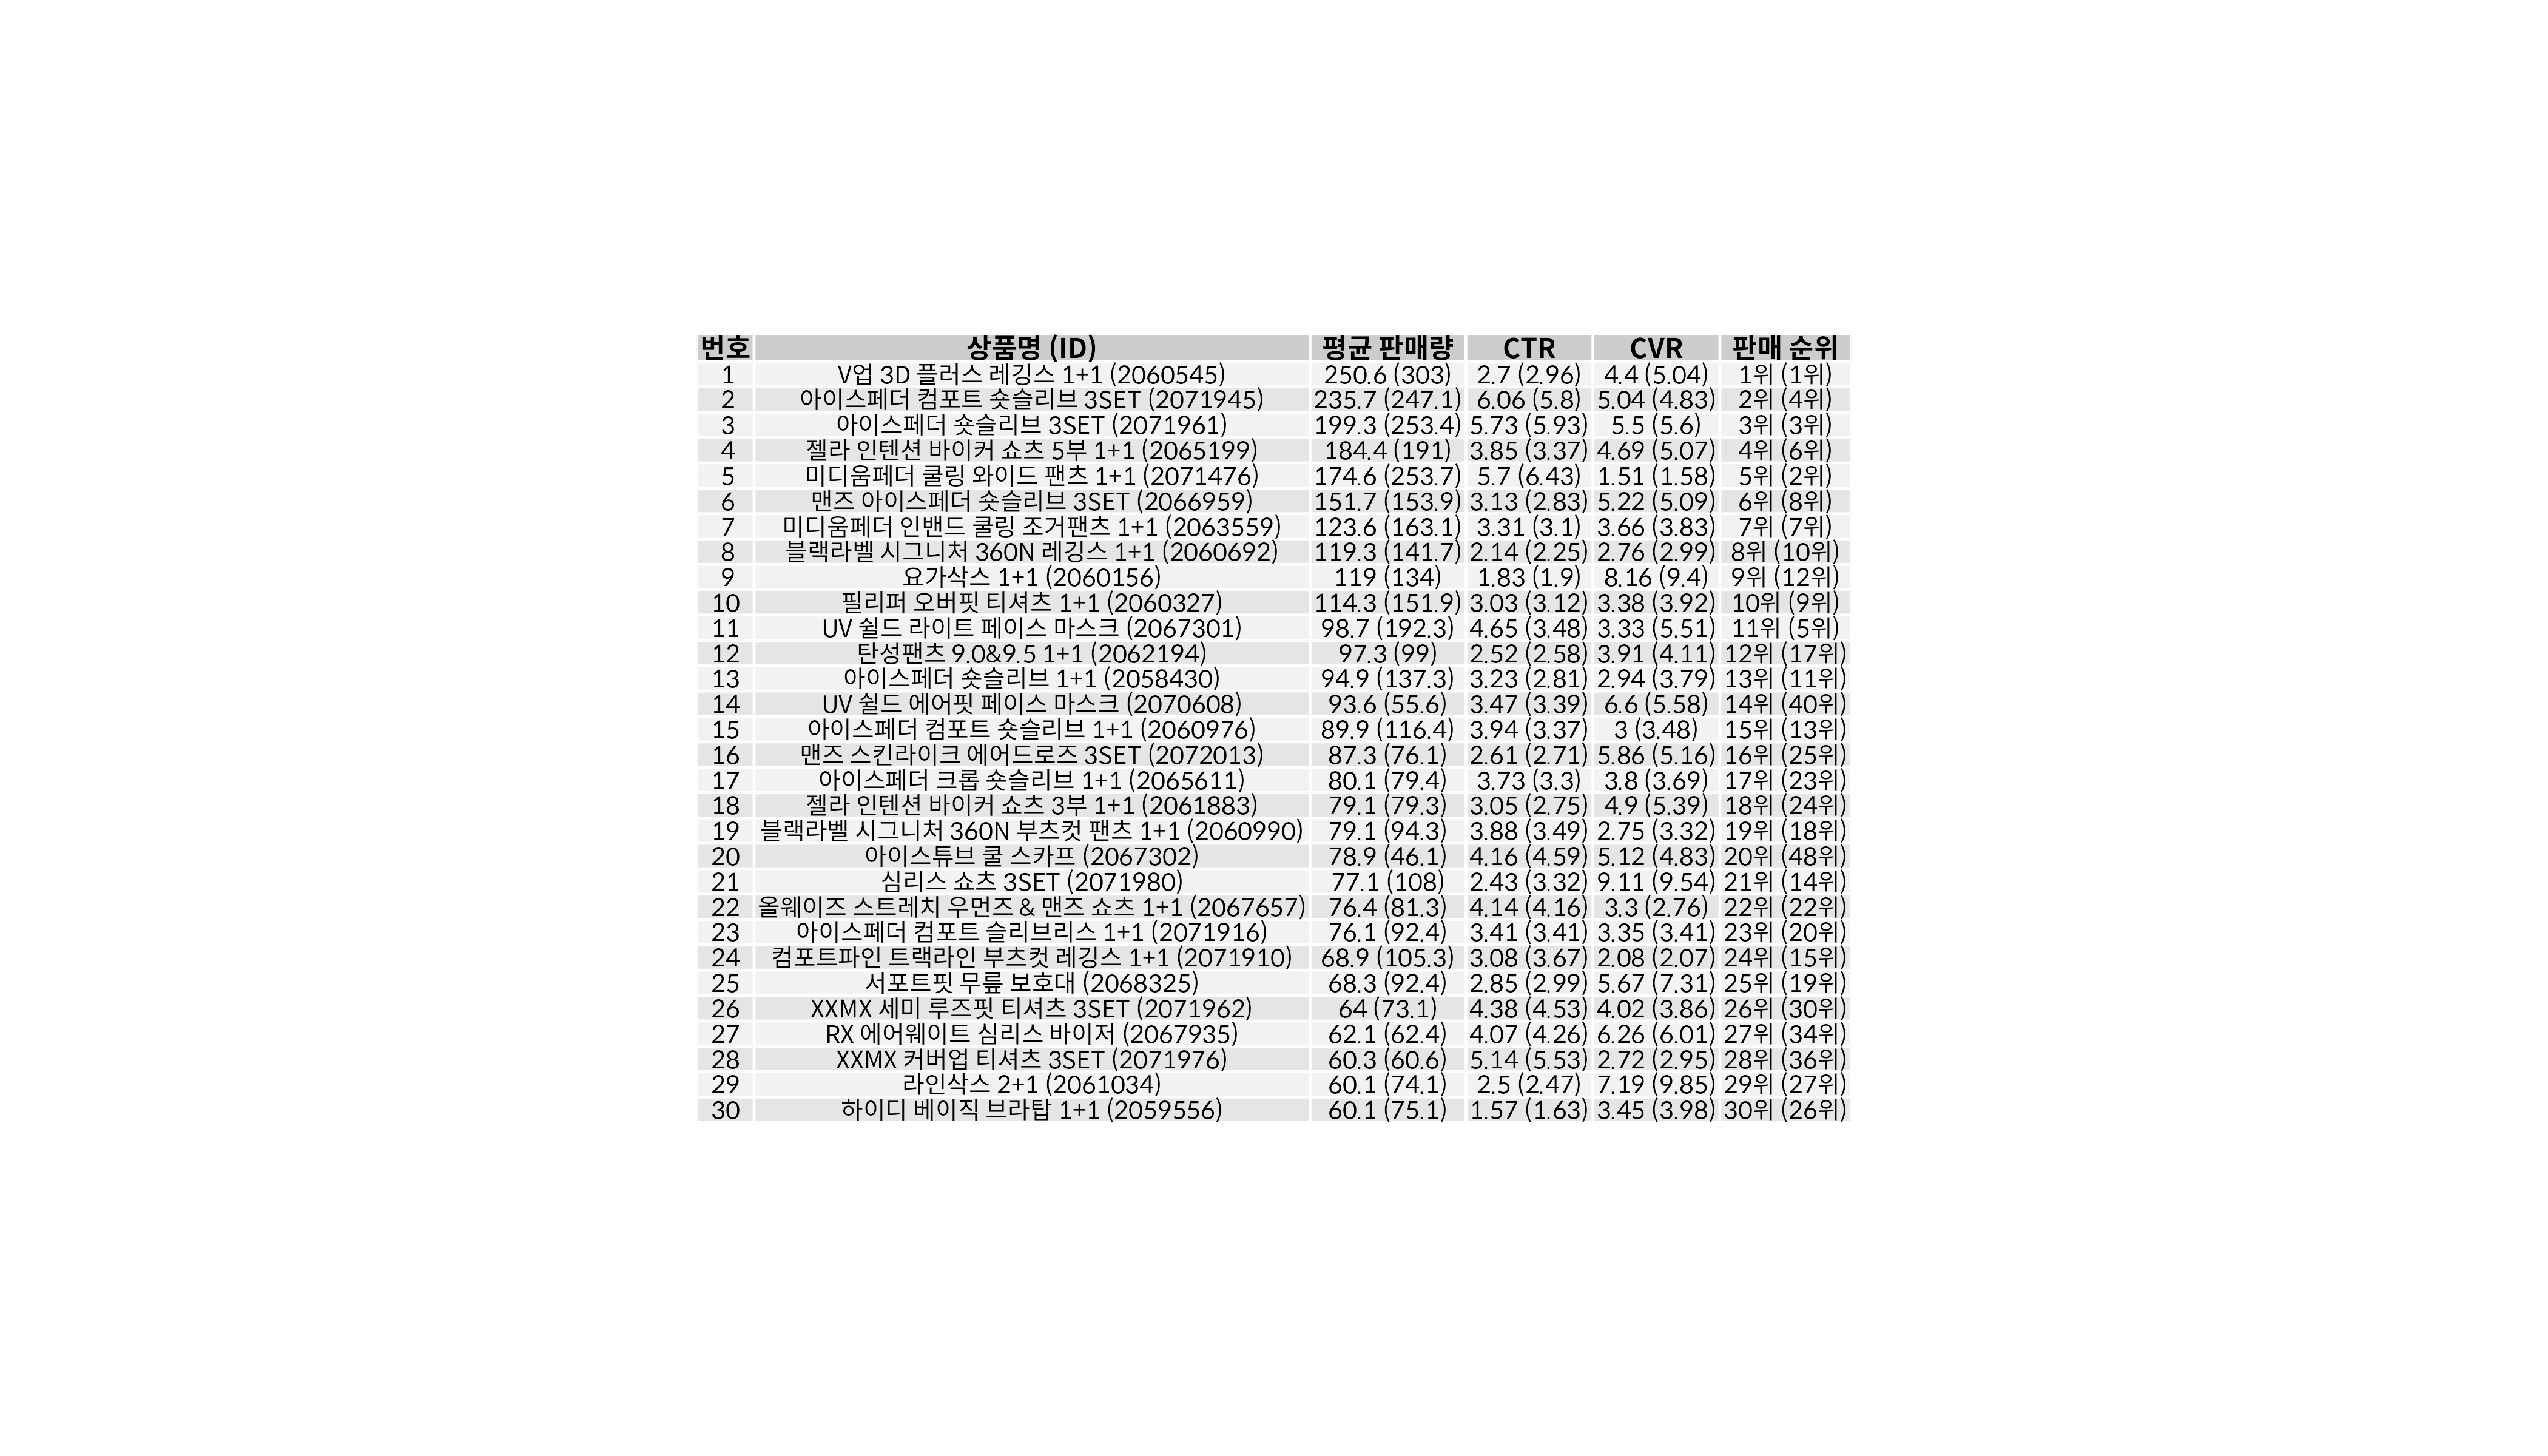 번호 상품명 (ID) 평균 판매량 CTR CVR 판매 순위
1 V업 3D 플러스 레깅스 1+1 (2060545) 250.6 (303) 2.7 (2.96) 4.4 (5.04) 1위 (1위)
2 아이스페더 컴포트 숏슬리브 3SET (2071945) 235.7 (247.1) 6.06 (5.8) 5.04 (4.83) 2위 (4위)
3 아이스페더 숏슬리브 3SET (2071961) 199.3 (253.4) 5.73 (5.93) 5.5 (5.6) 3위 (3위)
4 젤라 인텐션 바이커 쇼츠 5부 1+1 (2065199) 184.4 (191) 3.85 (3.37) 4.69 (5.07) 4위 (6위)
5 미디움페더 쿨링 와이드 팬츠 1+1 (2071476) 174.6 (253.7) 5.7 (6.43) 1.51 (1.58) 5위 (2위)
6 맨즈 아이스페더 숏슬리브 3SET (2066959) 151.7 (153.9) 3.13 (2.83) 5.22 (5.09) 6위 (8위)
7 미디움페더 인밴드 쿨링 조거팬츠 1+1 (2063559) 123.6 (163.1) 3.31 (3.1) 3.66 (3.83) 7위 (7위)
8 블랙라벨 시그니처 360N 레깅스 1+1 (2060692) 119.3 (141.7) 2.14 (2.25) 2.76 (2.99) 8위 (10위)
9 요가삭스 1+1 (2060156) 119 (134) 1.83 (1.9) 8.16 (9.4) 9위 (12위)
10 필리퍼 오버핏 티셔츠 1+1 (2060327) 114.3 (151.9) 3.03 (3.12) 3.38 (3.92) 10위 (9위)
11 UV 쉴드 라이트 페이스 마스크 (2067301) 98.7 (192.3) 4.65 (3.48) 3.33 (5.51) 11위 (5위)
12 탄성팬츠 9.0&9.5 1+1 (2062194) 97.3 (99) 2.52 (2.58) 3.91 (4.11) 12위 (17위)
13 아이스페더 숏슬리브 1+1 (2058430) 94.9 (137.3) 3.23 (2.81) 2.94 (3.79) 13위 (11위)
14 UV 쉴드 에어핏 페이스 마스크 (2070608) 93.6 (55.6) 3.47 (3.39) 6.6 (5.58) 14위 (40위)
15 아이스페더 컴포트 숏슬리브 1+1 (2060976) 89.9 (116.4) 3.94 (3.37) 3 (3.48) 15위 (13위)
16 맨즈 스킨라이크 에어드로즈 3SET (2072013) 87.3 (76.1) 2.61 (2.71) 5.86 (5.16) 16위 (25위)
17 아이스페더 크롭 숏슬리브 1+1 (2065611) 80.1 (79.4) 3.73 (3.3) 3.8 (3.69) 17위 (23위)
18 젤라 인텐션 바이커 쇼츠 3부 1+1 (2061883) 79.1 (79.3) 3.05 (2.75) 4.9 (5.39) 18위 (24위)
19 블랙라벨 시그니처 360N 부츠컷 팬츠 1+1 (2060990) 79.1 (94.3) 3.88 (3.49) 2.75 (3.32) 19위 (18위)
20 아이스튜브 쿨 스카프 (2067302) 78.9 (46.1) 4.16 (4.59) 5.12 (4.83) 20위 (48위)
21 심리스 쇼츠 3SET (2071980) 77.1 (108) 2.43 (3.32) 9.11 (9.54) 21위 (14위)
22 올웨이즈 스트레치 우먼즈 & 맨즈 쇼츠 1+1 (2067657) 76.4 (81.3) 4.14 (4.16) 3.3 (2.76) 22위 (22위)
23 아이스페더 컴포트 슬리브리스 1+1 (2071916) 76.1 (92.4) 3.41 (3.41) 3.35 (3.41) 23위 (20위)
24 컴포트파인 트랙라인 부츠컷 레깅스 1+1 (2071910) 68.9 (105.3) 3.08 (3.67) 2.08 (2.07) 24위 (15위)
25 서포트핏 무릎 보호대 (2068325) 68.3 (92.4) 2.85 (2.99) 5.67 (7.31) 25위 (19위)
26 XXMX 세미 루즈핏 티셔츠 3SET (2071962) 64 (73.1) 4.38 (4.53) 4.02 (3.86) 26위 (30위)
27 RX 에어웨이트 심리스 바이저 (2067935) 62.1 (62.4) 4.07 (4.26) 6.26 (6.01) 27위 (34위)
28 XXMX 커버업 티셔츠 3SET (2071976) 60.3 (60.6) 5.14 (5.53) 2.72 (2.95) 28위 (36위)
29 라인삭스 2+1 (2061034) 60.1 (74.1) 2.5 (2.47) 7.19 (9.85) 29위 (27위)
30 하이디 베이직 브라탑 1+1 (2059556) 60.1 (75.1) 1.57 (1.63) 3.45 (3.98) 30위 (26위)